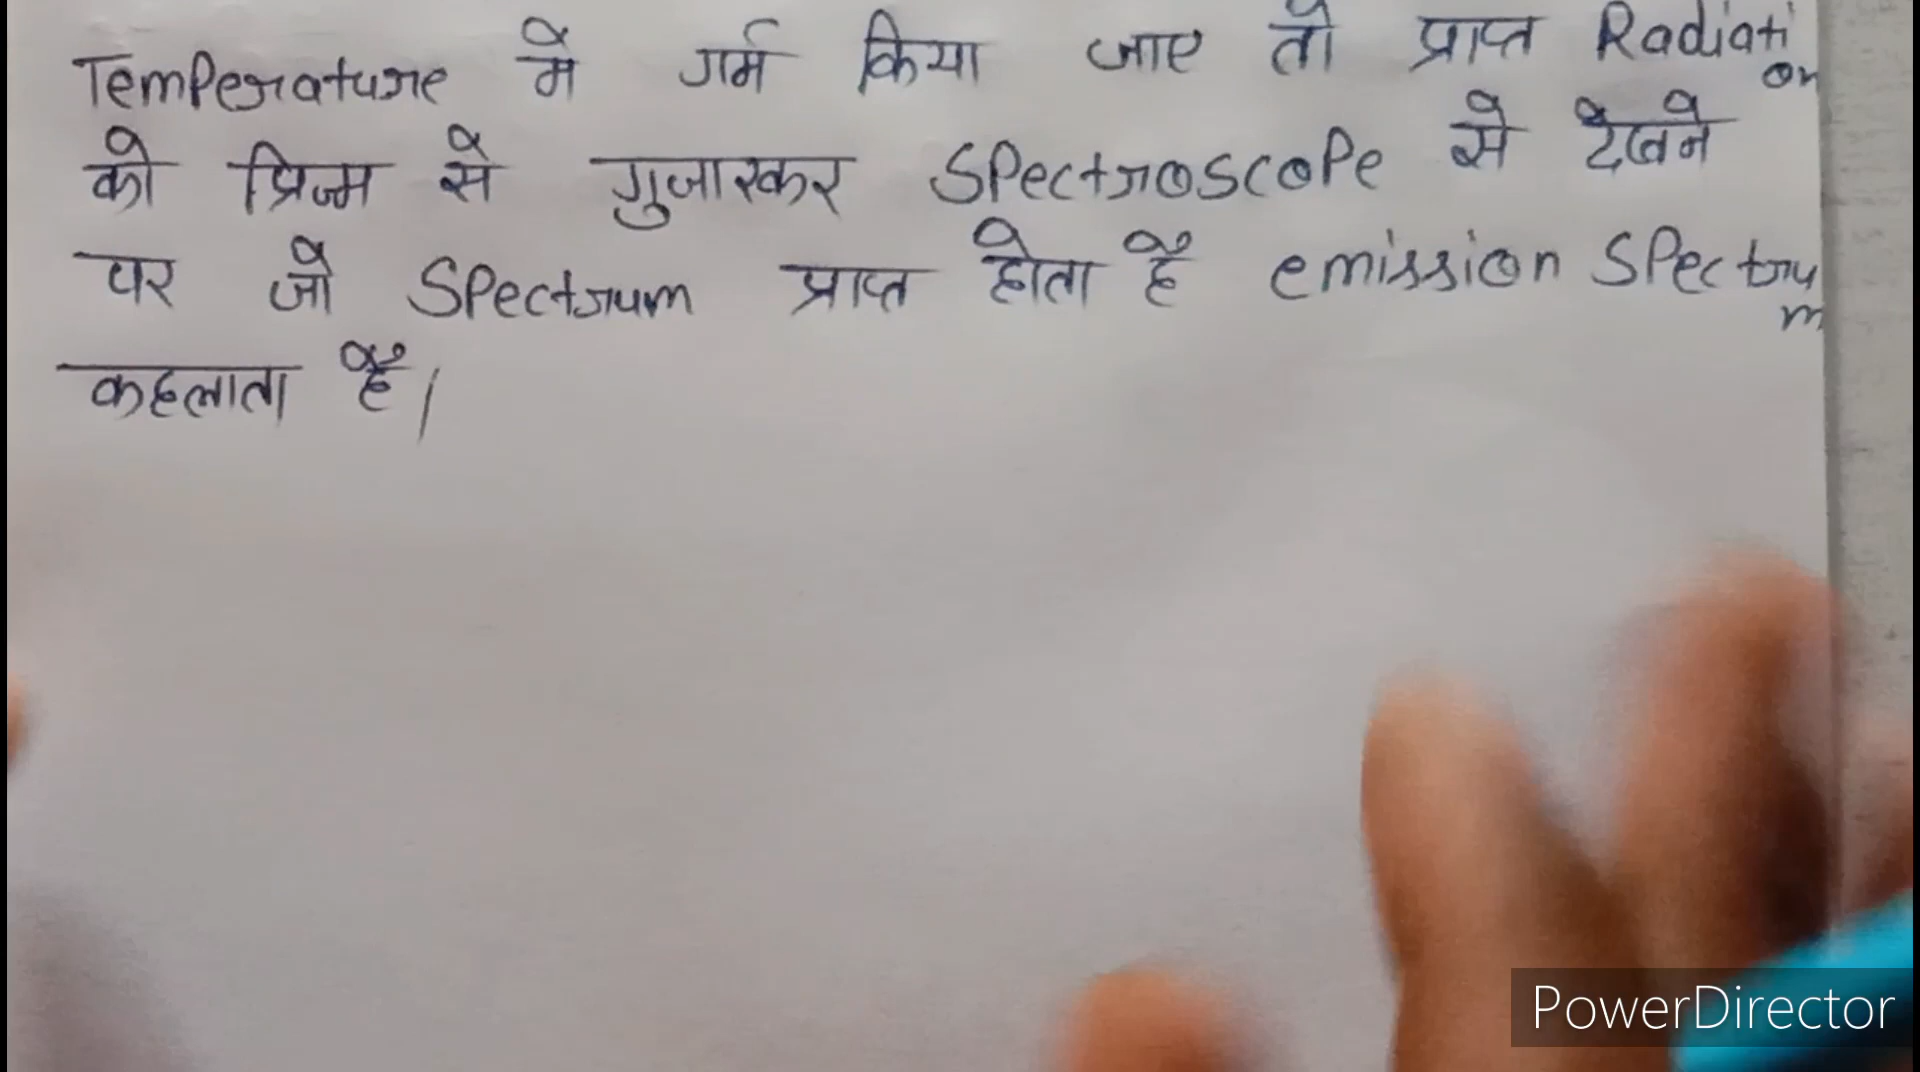 Temperature मे गर्म किया जाए तो प्राप्त Radiation
को प्रिज्म से गुजारकर Spectroscope से देखने
पर जो Spectrum प्राप्त होता है emission Spectrum
कहलाता है।
PowerDirector